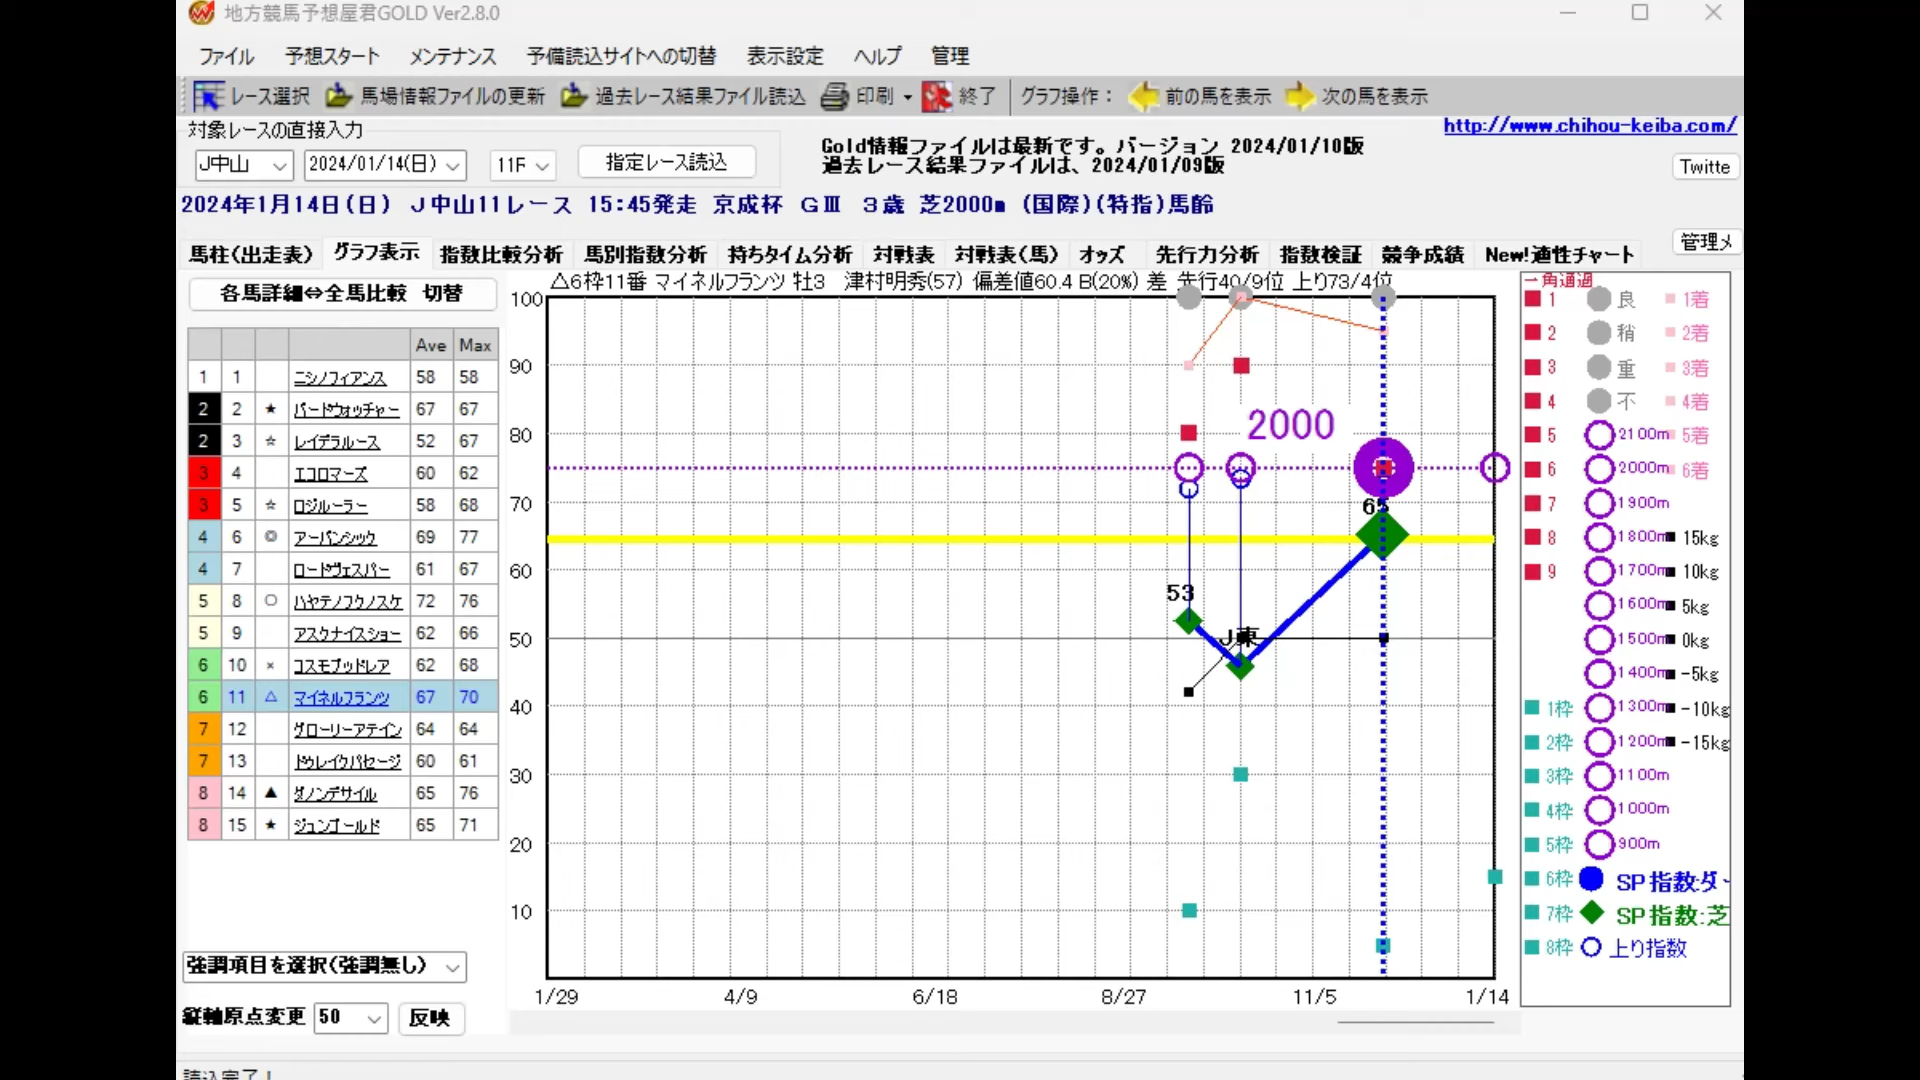 地方競馬予想屋君GOLD Ver2.8.0
ファイル 予想スタート メンテナンス 予備読込サイトへの切替 表示設定 ヘルプ 管理
レース選択 馬場情報ファイルの更新 過去レース結果ファイル読込 印刷 終了 グラフ操作： 前の馬を表示 次の馬を表示
対象レースの直接入力
http://www.chihou-keiba.com/
J中山 2024/01/14(日) 11R 指定レース読込
Gold情報ファイルは最新です。バージョン 2024/01/10版
過去レース結果ファイルは、2024/01/09版
Twitte
2024年1月14日(日) J中山11レース 15:45発走 京成杯 GⅢ 3歳 芝2000m (国際)(特指)馬齢
管理メ
馬柱(出走表) グラフ表示 指数比較分析 馬別指数分析 持ちタイム分析 対戦表 対戦表(馬) オッズ 先行力分析 指数検証 競争成績 New!適性チャート
各馬詳細⇔全馬比較 切替
Ave Max
1 1 ニシノフィアンス 58 58
2 2 ★ バードウォッチャー 67 67
2 3 ☆ レイデラルース 52 67
3 4 エコロマーズ 60 62
3 5 ☆ ロジルーラー 58 68
4 6 ◎ アーバンシック 69 77
4 7 ロードヴェスパー 61 67
5 8 ○ ハヤテノフクノスケ 72 76
5 9 アスクナイスショー 62 66
6 10 × コスモブッドレア 62 68
6 11 △ マイネルフランツ 67 70
7 12 グローリーアテイン 64 64
7 13 ドゥレイクパセージ 60 61
8 14 ▲ ダノンデサイル 65 76
8 15 ★ ジュンゴールド 65 71
強調項目を選択(強調無し)
縦軸原点変更 50 反映
△6枠11番 マイネルフランツ 牡3 津村明秀(57) 偏差値60.4 B(20%) 差 先行40/9位 上り73/4位
100
90
80
70
60
50
40
30
20
10
2000
65
53
J東
1/29 4/9 6/18 8/27 11/5 1/14
一角通過
1 良 1着
2 稍 2着
3 重 3着
4 不 4着
5 2100m 5着
6 2000m 6着
7 1900m
8 1800m 15kg
9 1700m 10kg
1600m 5kg
1500m 0kg
1400m -5kg
1枠 1300m -10kg
2枠 1200m -15kg
3枠 1100m
4枠 1000m
5枠 900m
6枠 SP指数:ダ
7枠 SP指数:芝
8枠 上り指数
読込完了！